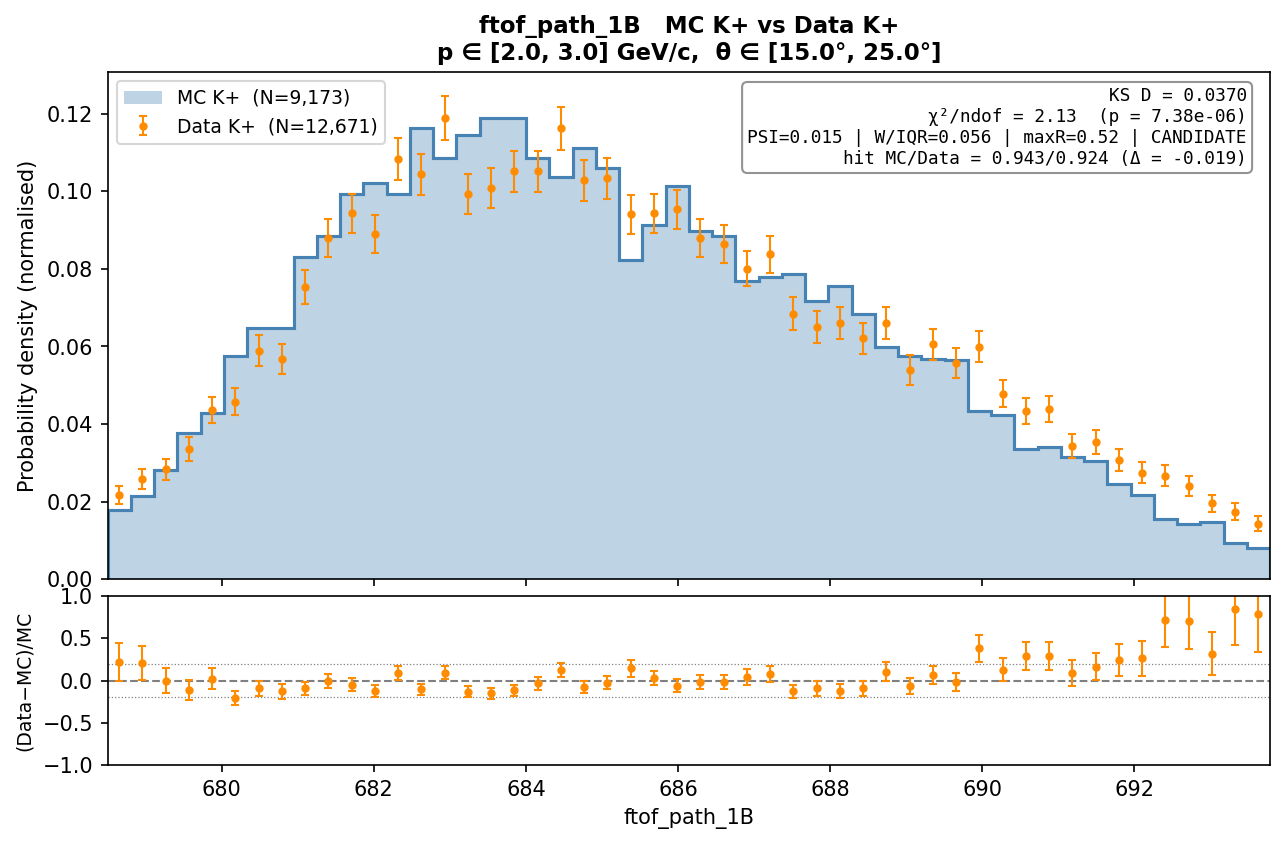 ftof_path_1B   MC K+ vs Data K+
p ∈ [2.0, 3.0] GeV/c,  θ ∈ [15.0°, 25.0°]
MC K+  (N=9,173)
Data K+  (N=12,671)
KS D = 0.0370
χ²/ndof = 2.13  (p = 7.38e-06)
PSI=0.015 | W/IQR=0.056 | maxR=0.52 | CANDIDATE
hit MC/Data = 0.943/0.924 (Δ = -0.019)
Probability density (normalised)
0.12
0.10
0.08
0.06
0.04
0.02
0.00
(Data−MC)/MC
1.0
0.5
0.0
−0.5
−1.0
680
682
684
686
688
690
692
ftof_path_1B